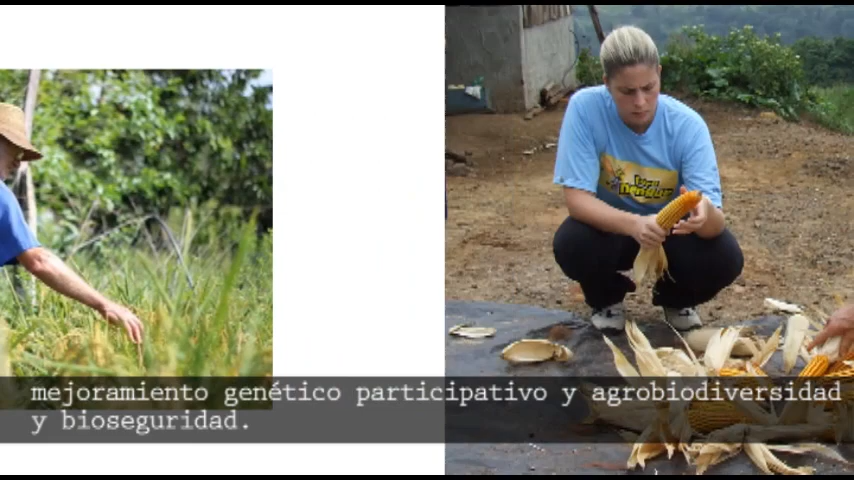 mejoramiento genético participativo y agrobiodiversidad
y bioseguridad.